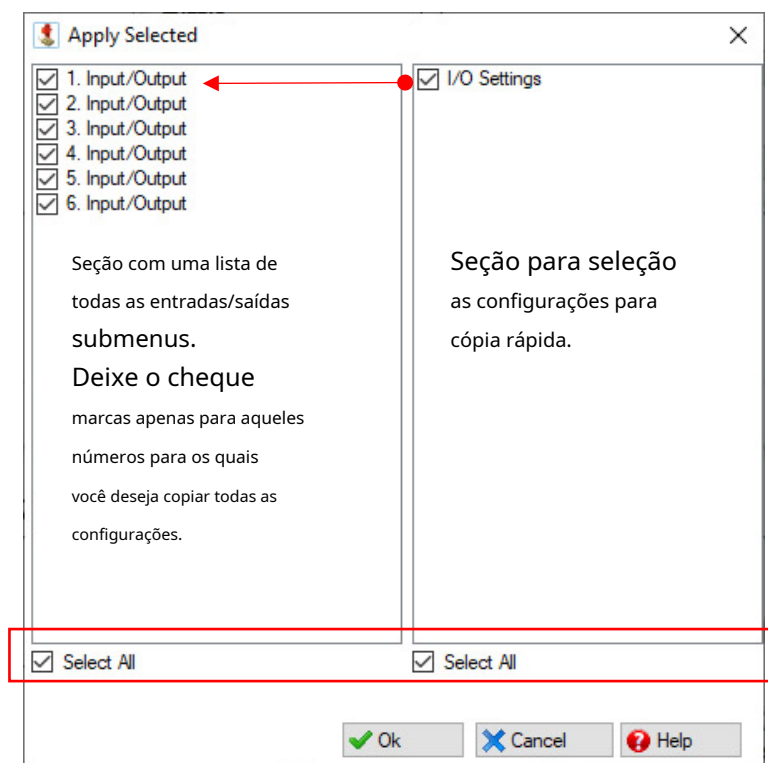 Apply Selected
1. Input/Output
2. Input/Output
3. Input/Output
4. Input/Output
5. Input/Output
6. Input/Output
Seção com uma lista de
todas as entradas/saídas
submenus.
Deixe o cheque
marcas apenas para aqueles
números para os quais
você deseja copiar todas as
configurações.
Select All
I/O Settings
Seção para seleção
as configurações para
cópia rápida.
Select All
Ok
Cancel
Help